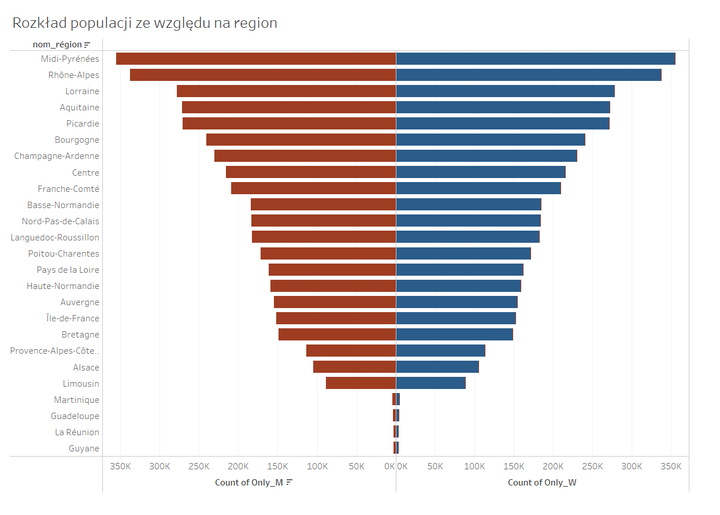 Rozkład populacji ze względu na region
nom_région
Midi-Pyrénées
Rhône-Alpes
Lorraine
Aquitaine
Picardie
Bourgogne
Champagne-Ardenne
Centre
Franche-Comté
Basse-Normandie
Nord-Pas-de-Calais
Languedoc-Roussillon
Poitou-Charentes
Pays de la Loire
Haute-Normandie
Auvergne
Île-de-France
Bretagne
Provence-Alpes-Côte..
Alsace
Limousin
Martinique
Guadeloupe
La Réunion
Guyane
350K 300K 250K 200K 150K 100K 50K 0K 0K 50K 100K 150K 200K 250K 300K 350K
Count of Only_M Count of Only_W